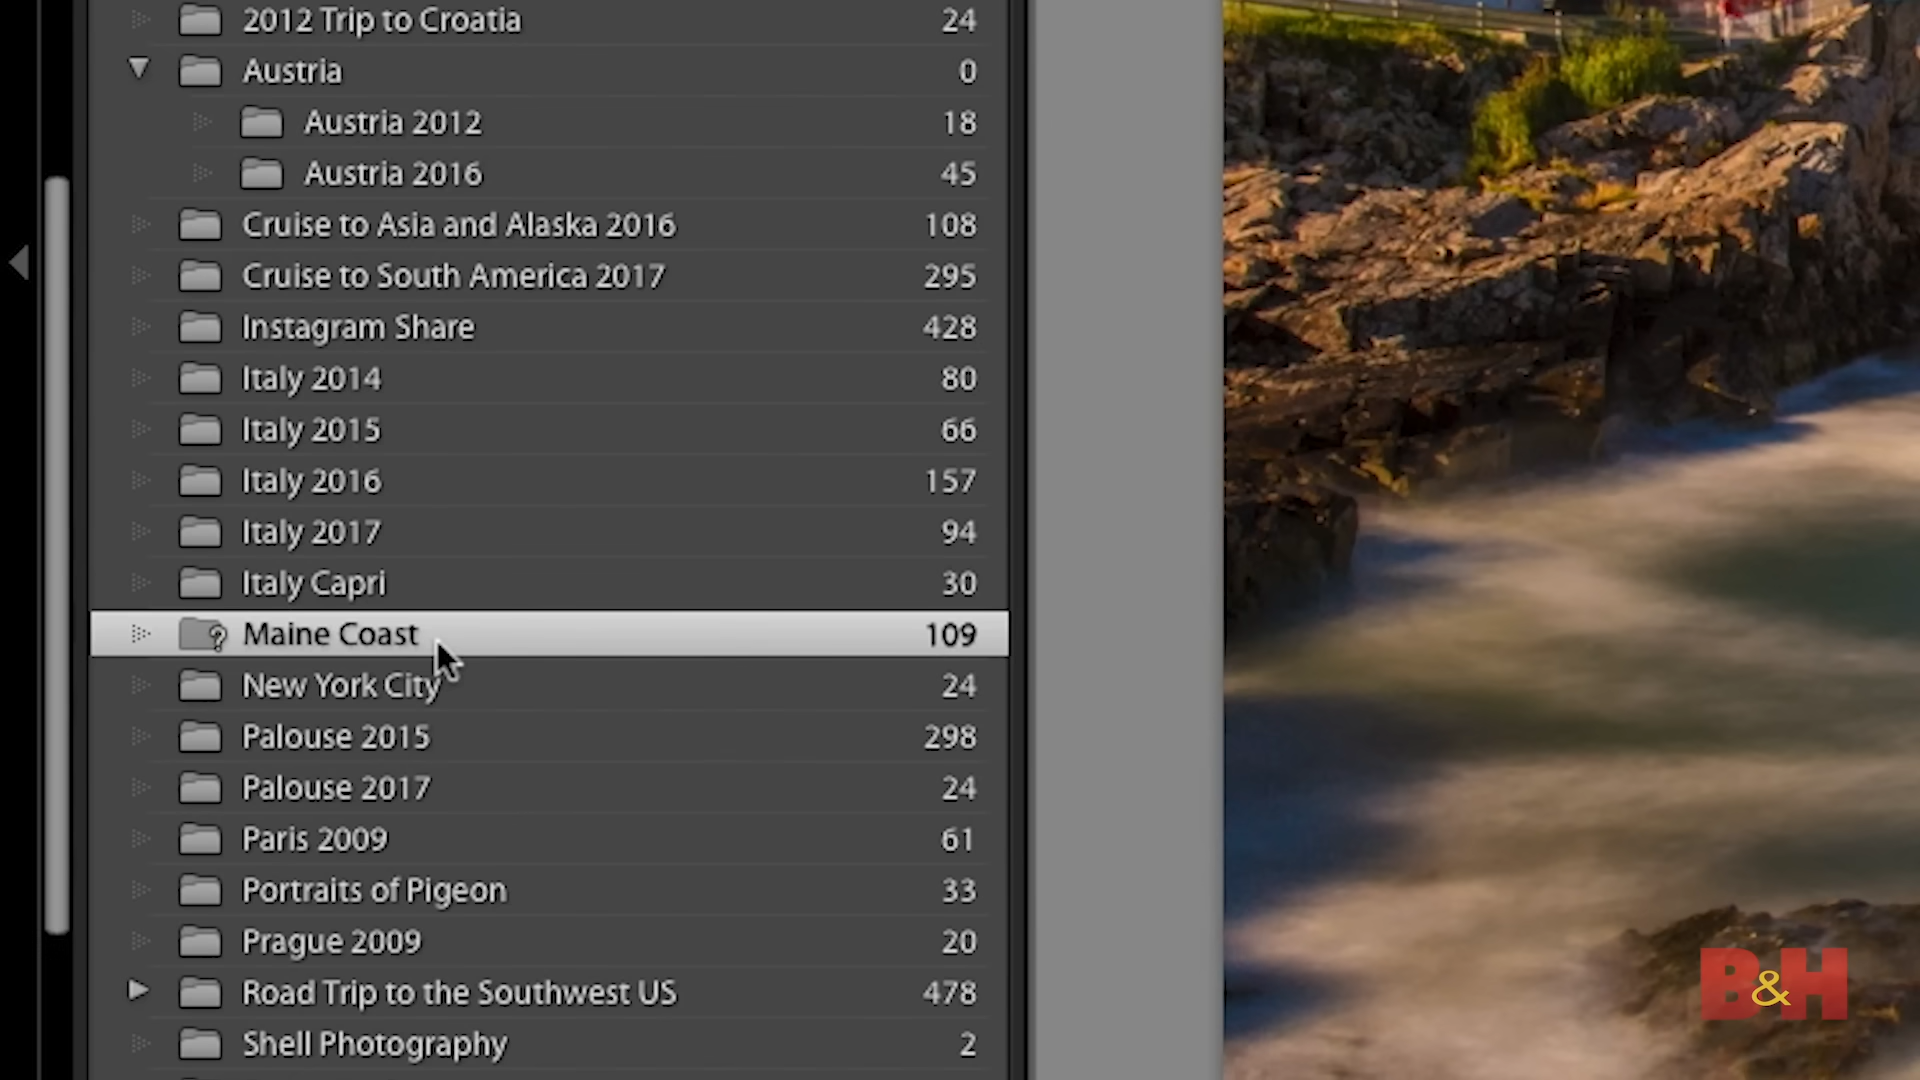 2012 Trip to Croatia 24
Austria 0
Austria 2012 18
Austria 2016 45
Cruise to Asia and Alaska 2016 108
Cruise to South America 2017 295
Instagram Share 428
Italy 2014 80
Italy 2015 66
Italy 2016 157
Italy 2017 94
Italy Capri 30
Maine Coast 109
New York City 24
Palouse 2015 298
Palouse 2017 24
Paris 2009 61
Portraits of Pigeon 33
Prague 2009 20
Road Trip to the Southwest US 478
Shell Photography 2
B&H